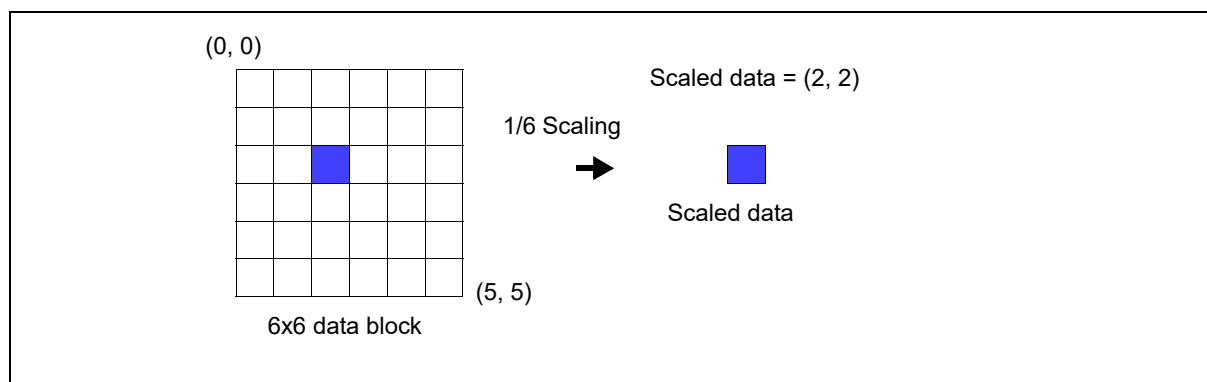 (0, 0)
Scaled data = (2, 2)
1/6 Scaling
Scaled data
(5, 5)
6x6 data block